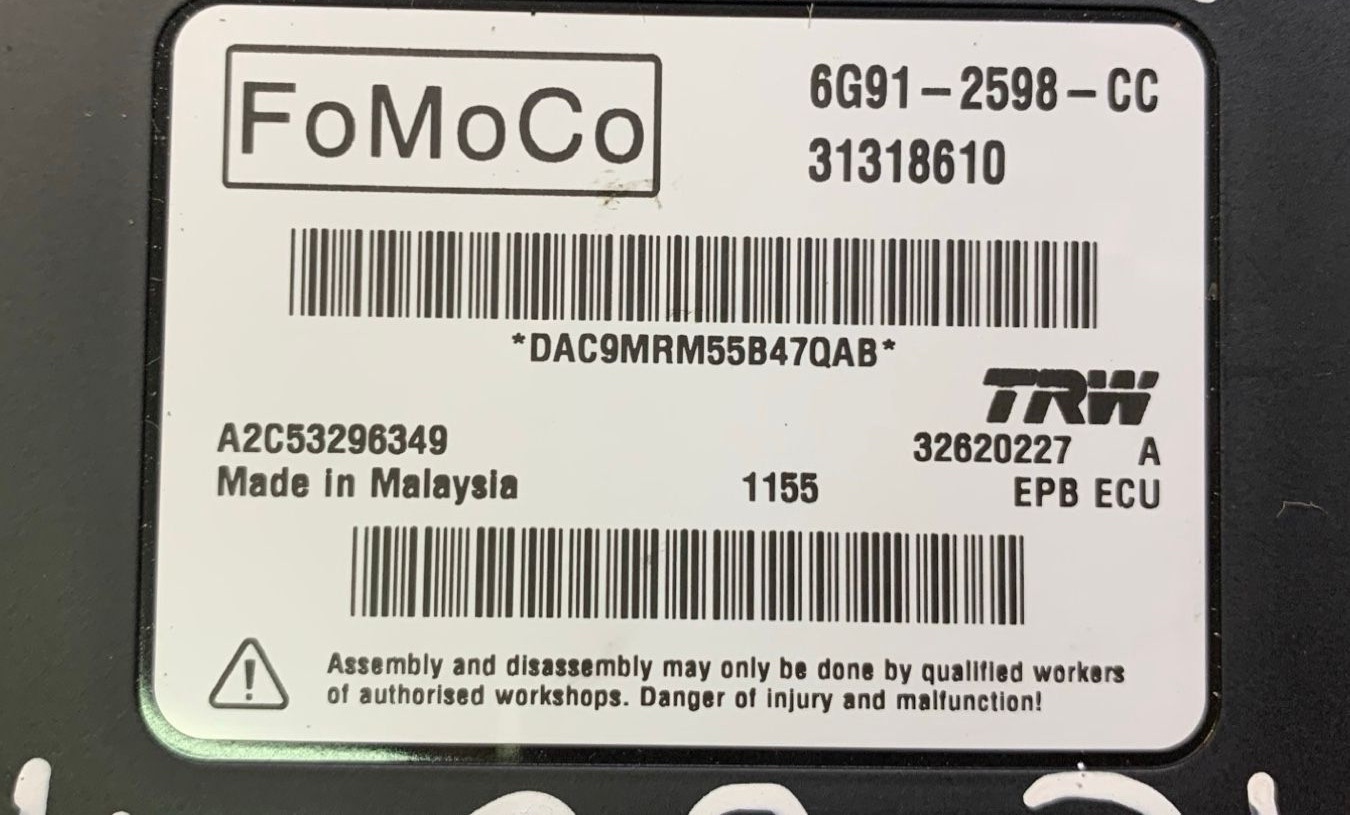 FoMoCo
6G91-2598-CC
31318610
*DAC9MRM55B47QAB*
TRW
A2C53296349
32620227 A
Made in Malaysia
1155
EPB ECU
Assembly and disassembly may only be done by qualified workers
of authorised workshops. Danger of injury and malfunction!